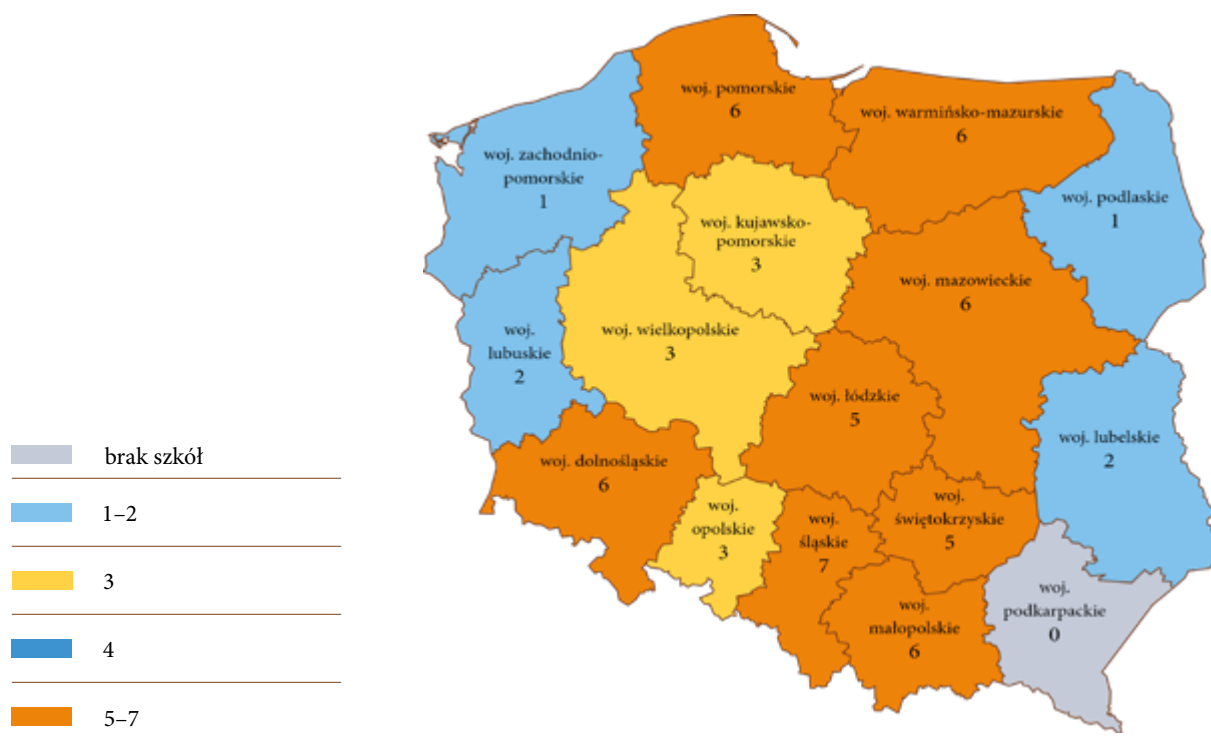 woj. pomorskie
6
woj. warmińsko-mazurskie
6
woj. zachodnio-
pomorskie
1
woj. podlaskie
1
woj. kujawsko-
pomorskie
3
woj. mazowieckie
6
woj. wielkopolskie
3
woj.
lubuskie
2
woj. łódzkie
5
woj. lubelskie
2
woj. dolnośląskie
6
woj.
opolskie
3
woj.
śląskie
7
woj.
świętokrzyskie
5
woj.
małopolskie
6
woj.
podkarpackie
0
brak szkół
1–2
3
4
5–7